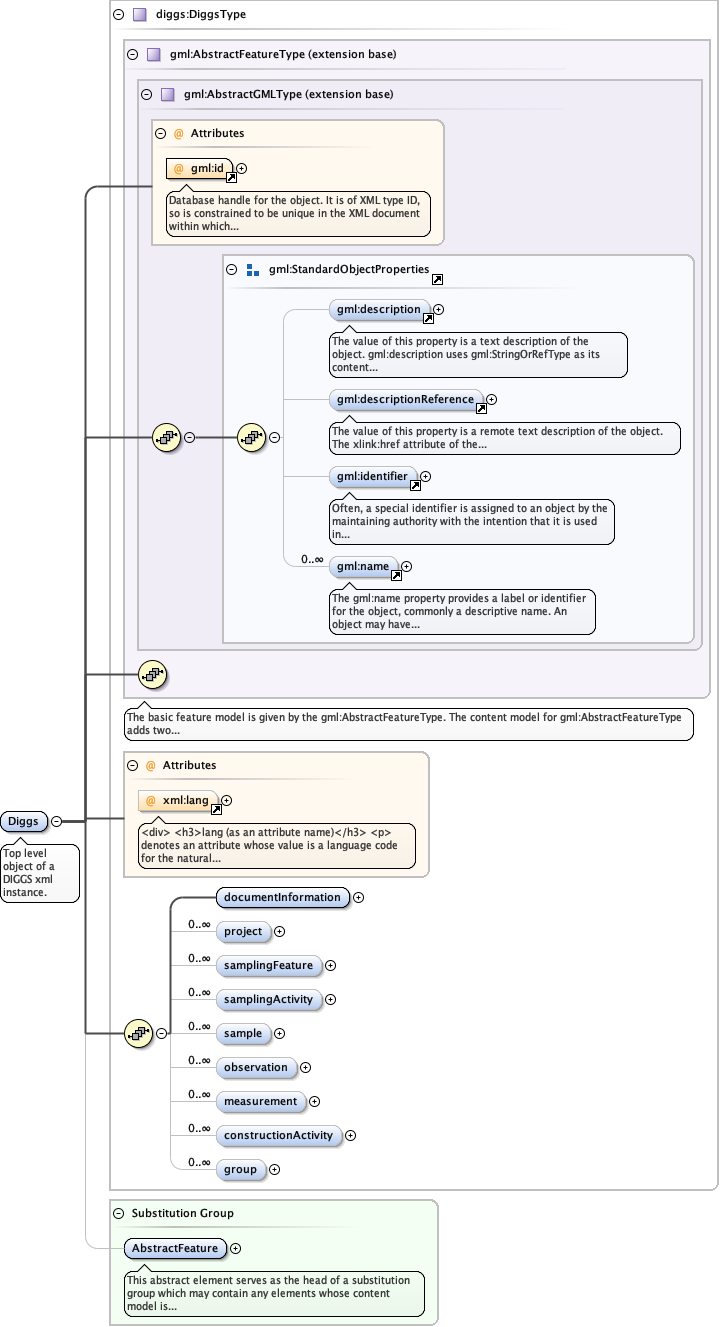 diggs:DiggsType
gml:AbstractFeatureType (extension base)
gml:AbstractGMLType (extension base)
@ Attributes
@ gml:id
Database handle for the object. It is of XML type ID,
so is constrained to be unique in the XML document
within which...
gml:StandardObjectProperties
gml:description
The value of this property is a text description of the
object. gml:description uses gml:StringOrRefType as its
content...
gml:descriptionReference
The value of this property is a remote text description of the object.
The xlink:href attribute of the...
gml:identifier
Often, a special identifier is assigned to an object by the
maintaining authority with the intention that it is used
in...
0..∞
gml:name
The gml:name property provides a label or identifier
for the object, commonly a descriptive name. An
object may have...
The basic feature model is given by the gml:AbstractFeatureType. The content model for gml:AbstractFeatureType
adds two...
@ Attributes
@ xml:lang
<div> <h3>lang (as an attribute name)</h3> <p>
denotes an attribute whose value is a language code
for the natural...
Diggs
Top level
object of a
DIGGS xml
instance.
documentInformation
0..∞
project
0..∞
samplingFeature
0..∞
samplingActivity
0..∞
sample
0..∞
observation
0..∞
measurement
0..∞
constructionActivity
0..∞
group
Substitution Group
AbstractFeature
This abstract element serves as the head of a substitution
group which may contain any elements whose content
model is...